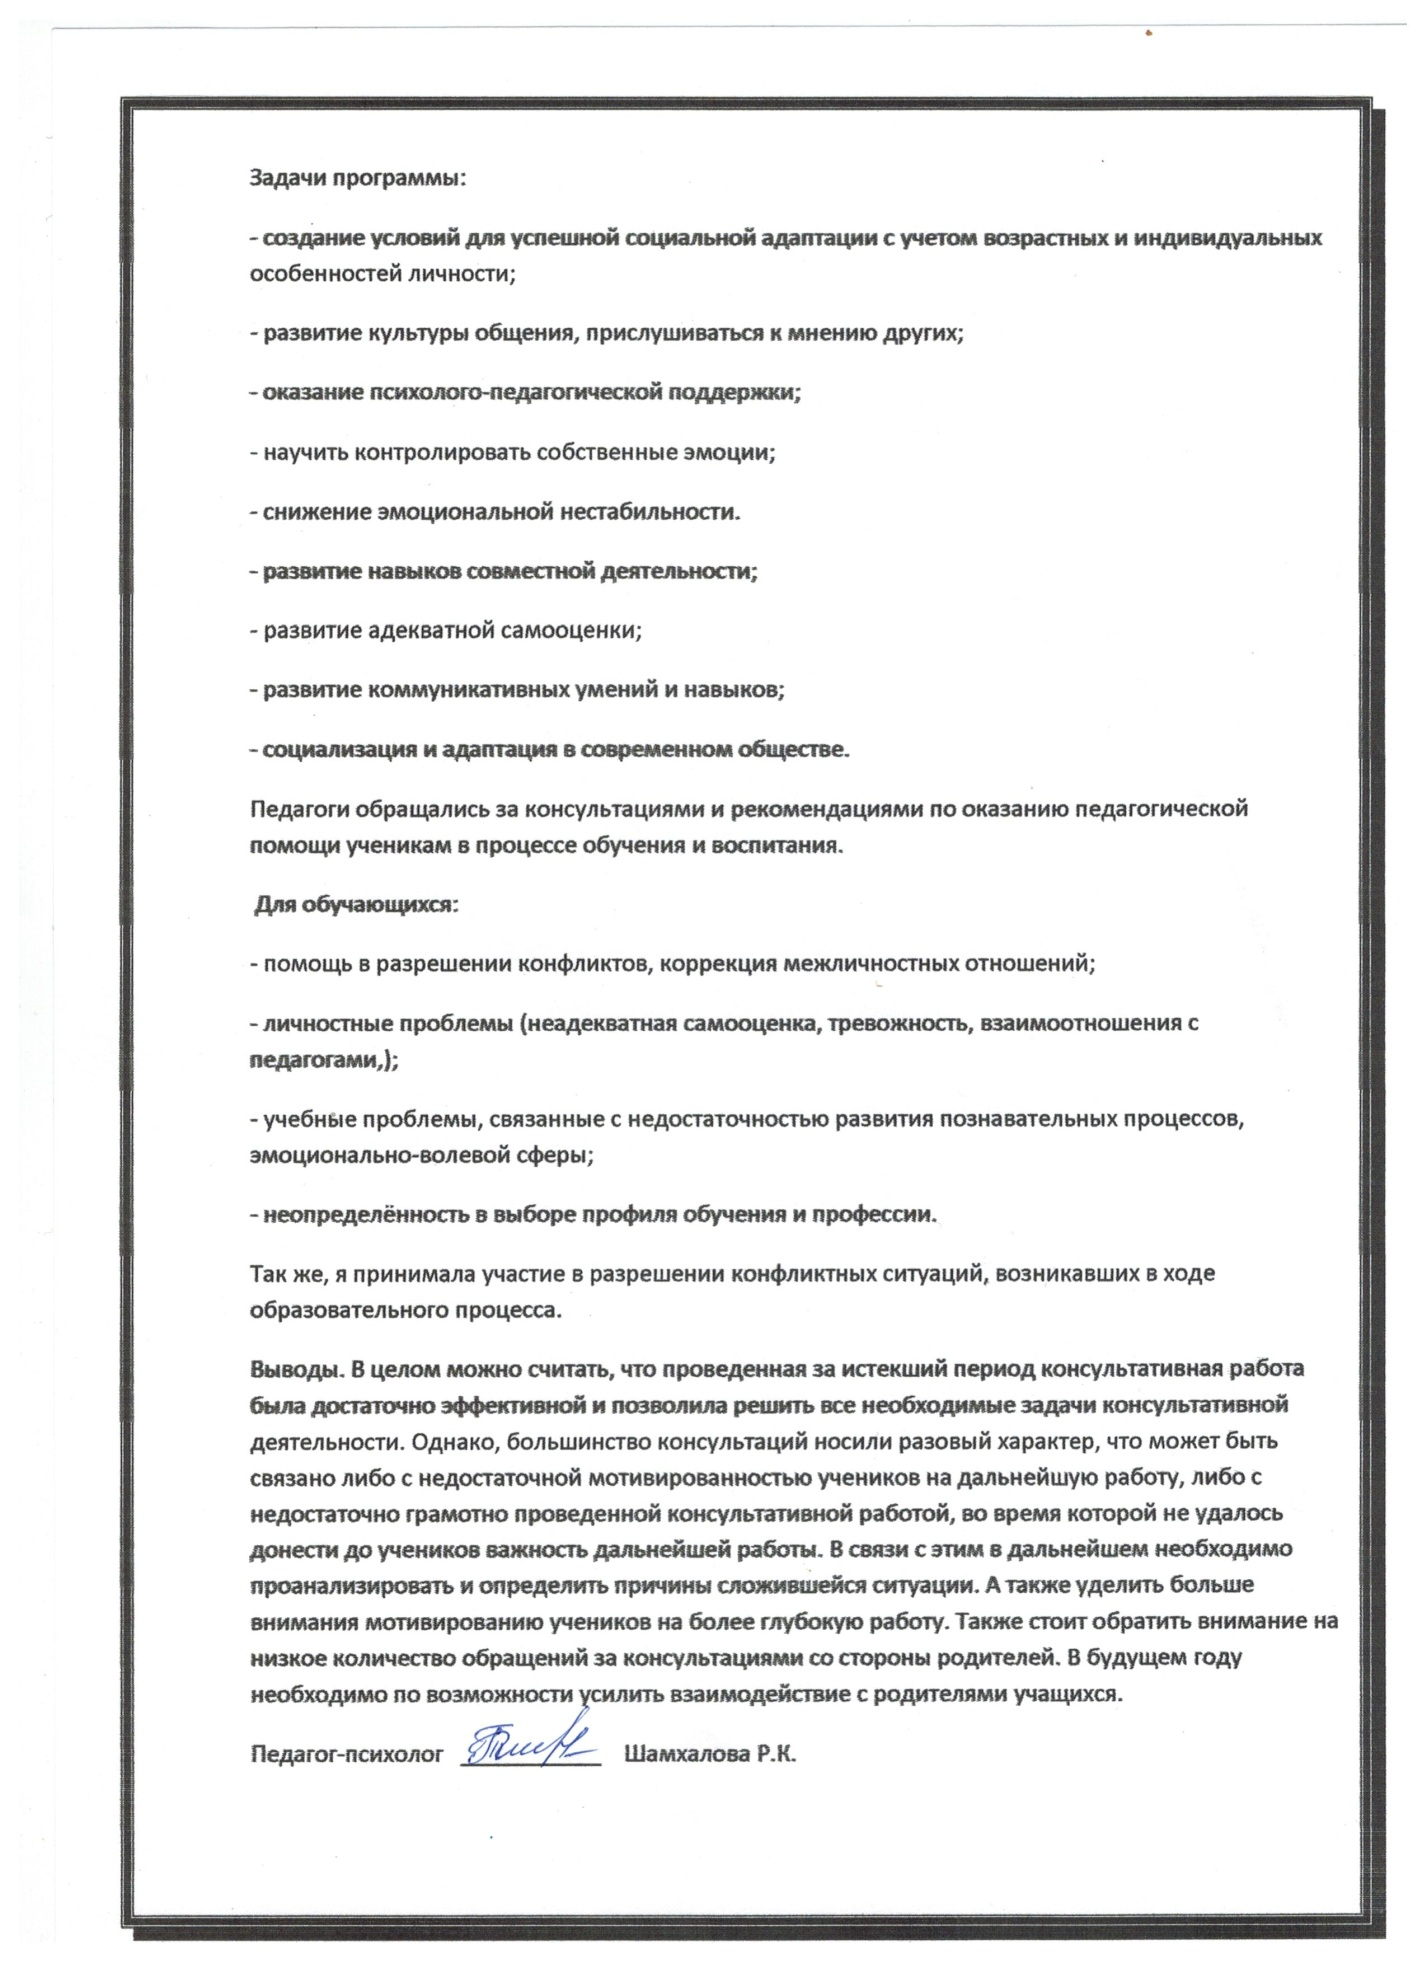 Задачи программы:
- создание условий для успешной социальной адаптации с учетом возрастных и индивидуальных
особенностей личности;
- развитие культуры общения, прислушиваться к мнению других;
- оказание психолого-педагогической поддержки;
- научить контролировать собственные эмоции;
- снижение эмоциональной нестабильности.
- развитие навыков совместной деятельности;
- развитие адекватной самооценки;
- развитие коммуникативных умений и навыков;
- социализация и адаптация в современном обществе.
Педагоги обращались за консультациями и рекомендациями по оказанию педагогической
помощи ученикам в процессе обучения и воспитания.
Для обучающихся:
- помощь в разрешении конфликтов, коррекция межличностных отношений;
- личностные проблемы (неадекватная самооценка, тревожность, взаимоотношения с
педагогами,);
- учебные проблемы, связанные с недостаточностью развития познавательных процессов,
эмоционально-волевой сферы;
- неопределённость в выборе профиля обучения и профессии.
Так же, я принимала участие в разрешении конфликтных ситуаций, возникавших в ходе
образовательного процесса.
Выводы. В целом можно считать, что проведенная за истекший период консультативная работа
была достаточно эффективной и позволила решить все необходимые задачи консультативной
деятельности. Однако, большинство консультаций носили разовый характер, что может быть
связано либо с недостаточной мотивированностью учеников на дальнейшую работу, либо с
недостаточно грамотно проведенной консультативной работой, во время которой не удалось
донести до учеников важность дальнейшей работы. В связи с этим в дальнейшем необходимо
проанализировать и определить причины сложившейся ситуации. А также уделить больше
внимания мотивированию учеников на более глубокую работу. Также стоит обратить внимание на
низкое количество обращений за консультациями со стороны родителей. В будущем году
необходимо по возможности усилить взаимодействие с родителями учащихся.
Педагог-психолог Шамхалова Р.К.